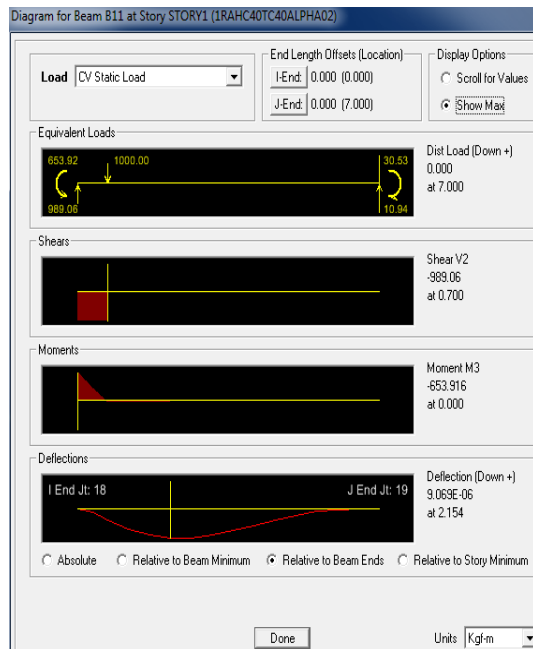 Diagram for Beam B11 at Story STORY1 (1RAHC40TC40ALPHA02)
Load CV Static Load
End Length Offsets (Location)
I-End: 0.000 (0.000)
J-End: 0.000 (7.000)
Display Options
Scroll for Values
Show Max
Equivalent Loads
653.92 1000.00 30.53
989.06 10.94
Dist Load (Down +)
0.000
at 7.000
Shears
Shear V2
-989.06
at 0.700
Moments
Moment M3
-653.916
at 0.000
Deflections
I End Jt: 18 J End Jt: 19
Deflection (Down +)
9.069E-06
at 2.154
Absolute Relative to Beam Minimum Relative to Beam Ends Relative to Story Minimum
Done Units Kgf-m